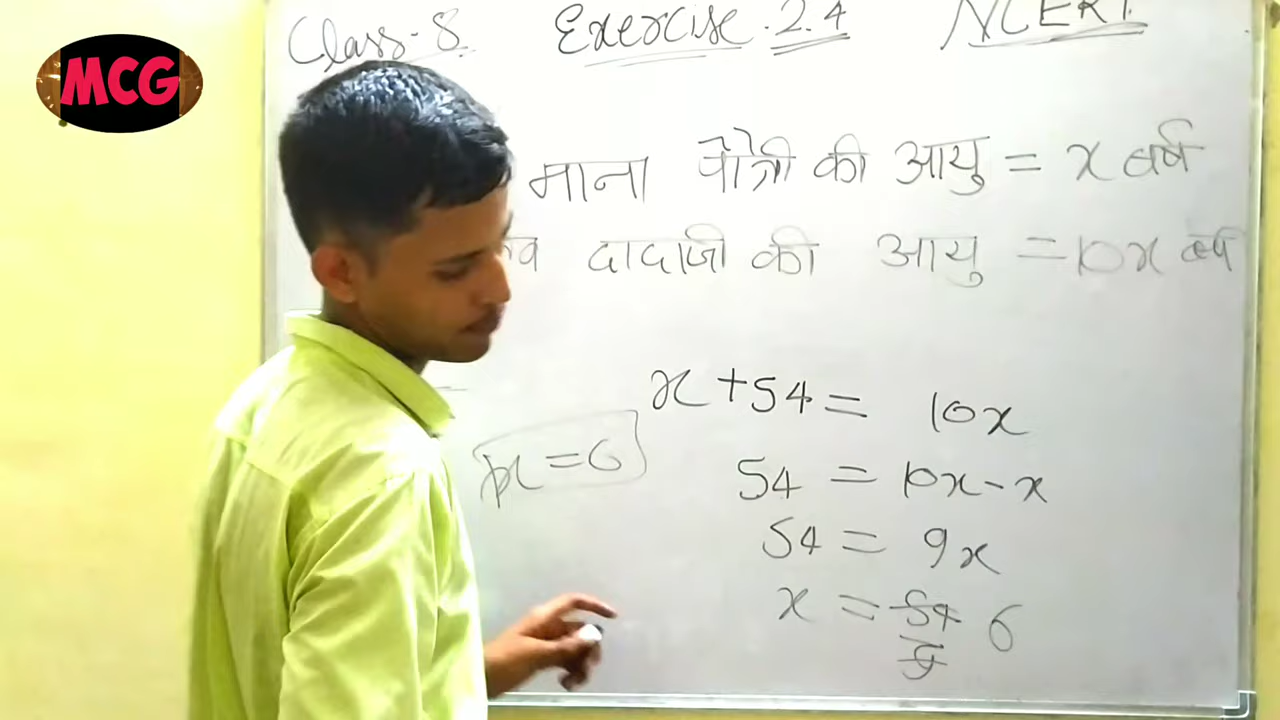 MCG
Class-8 Exercise.2.4 NCERT
माना पौत्री की आयु = x वर्ष
दादाजी की आयु = 10x वर्ष
x + 54 = 10x
x = 6
54 = 10x - x
54 = 9x
x = 54/9 6